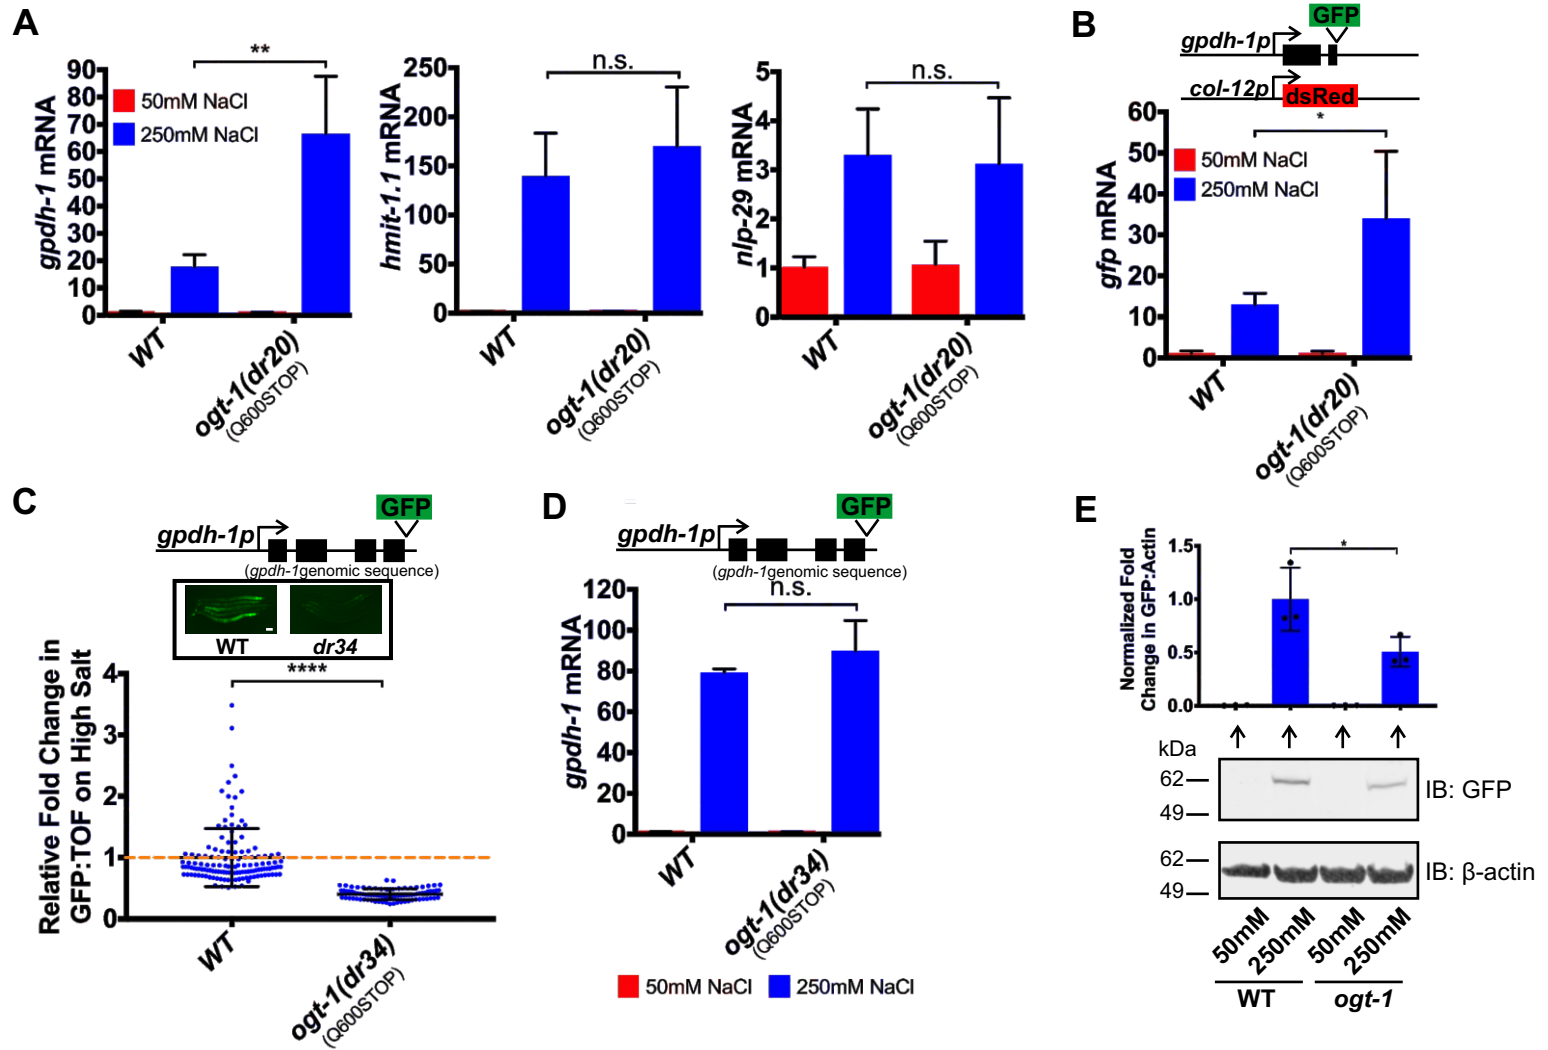 A
gpdh-1 mRNA
90
80
70
60
50
40
30
20
10
0
50mM NaCl
250mM NaCl
**
WT
ogt-1(dr20)
(Q600STOP)
hmit-1.1 mRNA
250
200
150
100
50
0
n.s.
WT
ogt-1(dr20)
(Q600STOP)
nlp-29 mRNA
5
4
3
2
1
0
n.s.
WT
ogt-1(dr20)
(Q600STOP)
B
GFP
gpdh-1p
col-12p
dsRed
gfp mRNA
60
50
40
30
20
10
0
*
50mM NaCl
250mM NaCl
WT
ogt-1(dr20)
(Q600STOP)
C
GFP
gpdh-1p
(gpdh-1genomic sequence)
WT dr34
****
Relative Fold Change in
GFP:TOF on High Salt
4
3
2
1
0
WT
ogt-1(dr34)
(Q600STOP)
D
GFP
gpdh-1p
(gpdh-1genomic sequence)
n.s.
gpdh-1 mRNA
120
100
80
60
40
20
0
WT
ogt-1(dr34)
(Q600STOP)
50mM NaCl 250mM NaCl
E
Normalized Fold
Change in GFP:Actin
1.5
1.0
0.5
0.0
*
kDa
62
49
IB: GFP
62
49
IB: β-actin
50mM
250mM
50mM
250mM
WT ogt-1